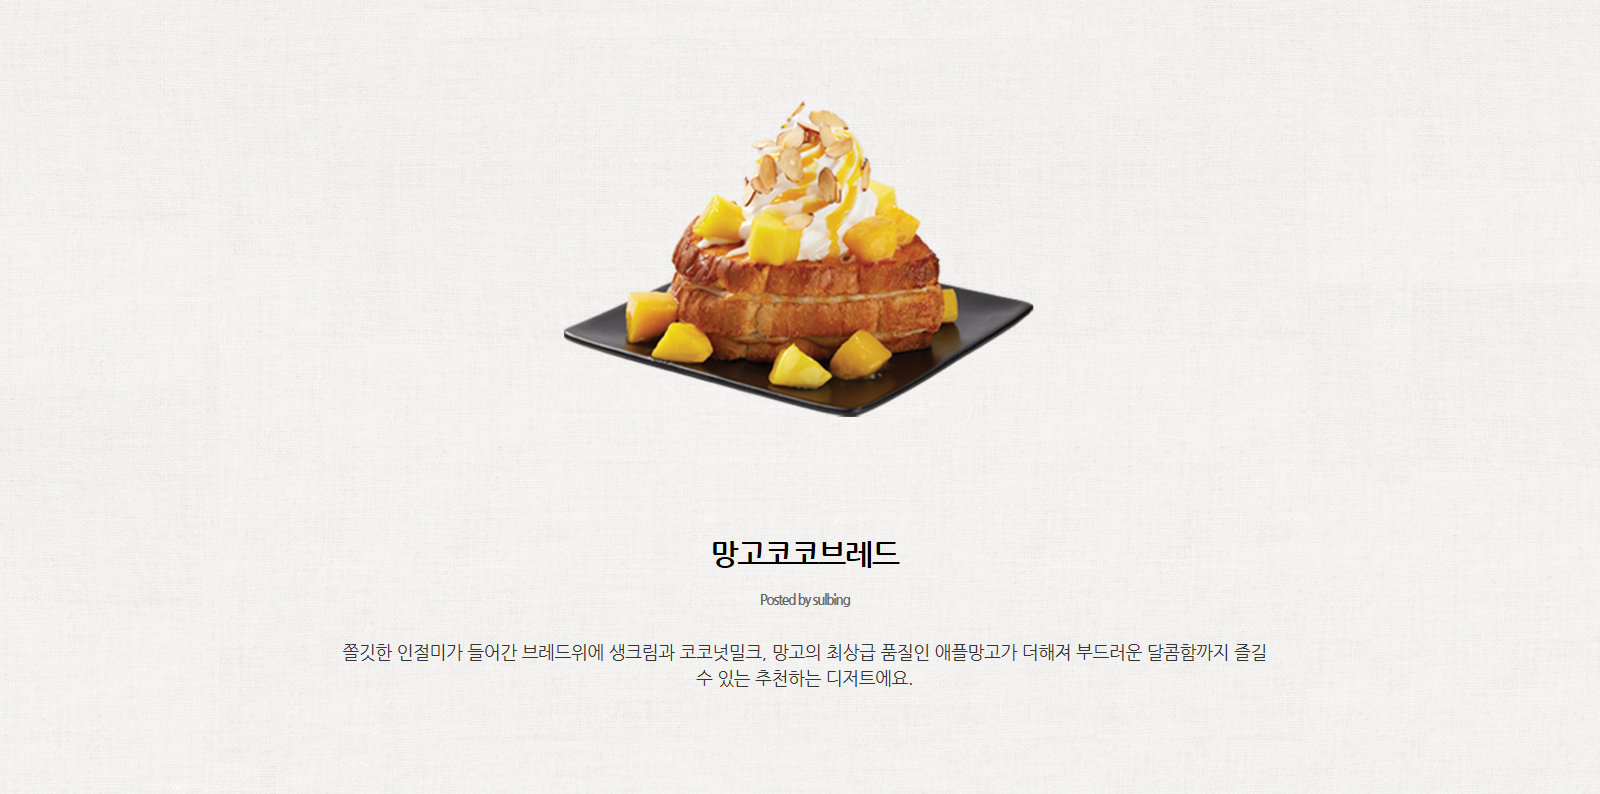 망고코코브레드
Posted by sulbing
쫄깃한 인절미가 들어간 브레드위에 생크림과 코코넛밀크, 망고의 최상급 품질인 애플망고가 더해져 부드러운 달콤함까지 즐길
수 있는 추천하는 디저트에요.